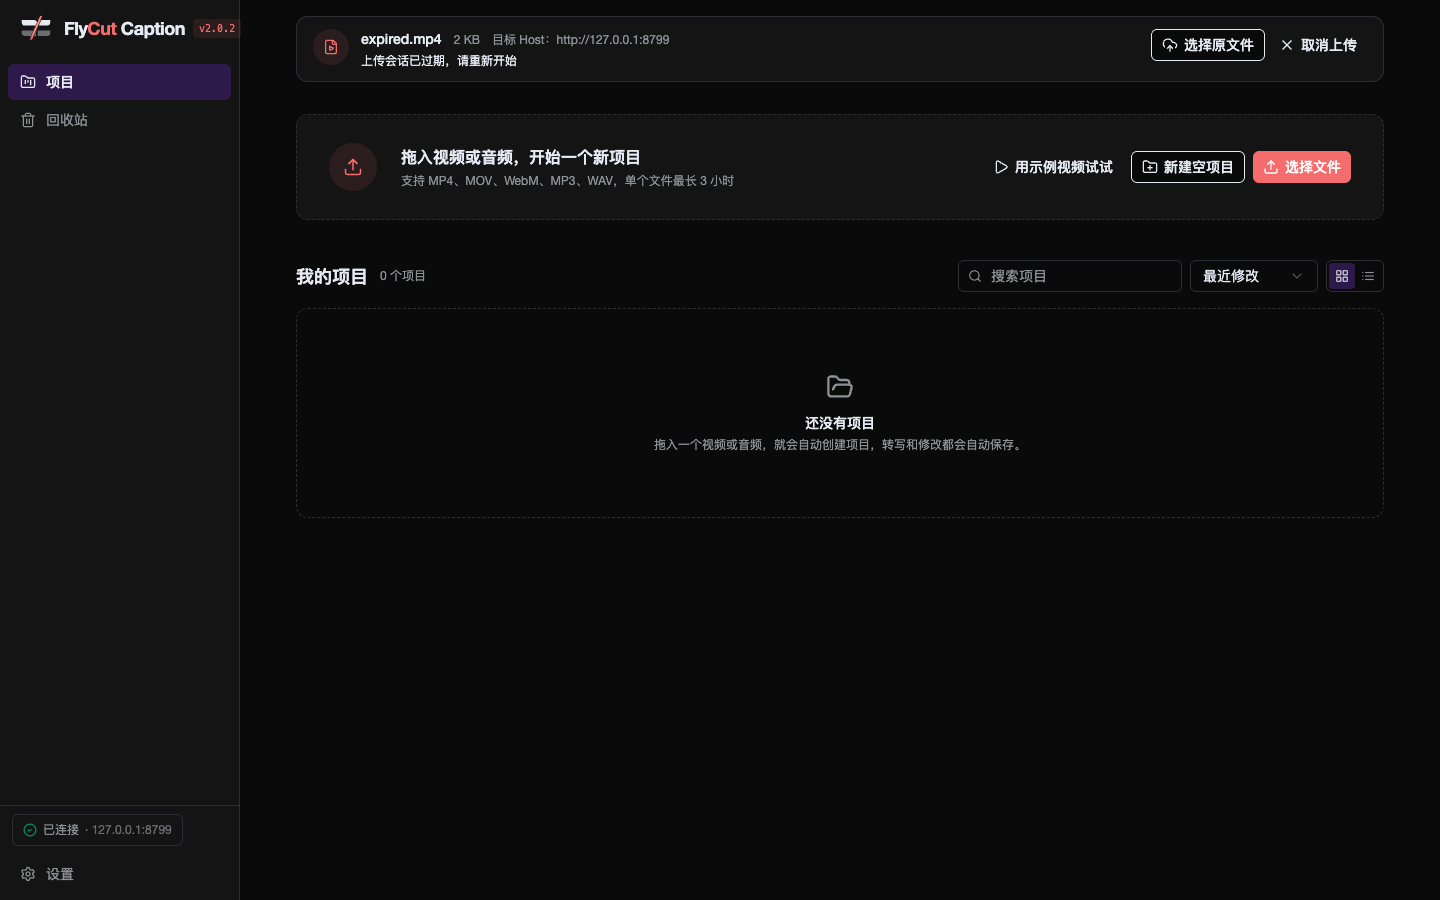 FlyCut Caption v2.0.2
项目
回收站
expired.mp4 2 KB 目标 Host: http://127.0.0.1:8799
上传会话已过期，请重新开始
选择原文件
取消上传
拖入视频或音频，开始一个新项目
支持 MP4、MOV、WebM、MP3、WAV，单个文件最长 3 小时
用示例视频试试
新建空项目
选择文件
我的项目 0 个项目
搜索项目
最近修改
还没有项目
拖入一个视频或音频，就会自动创建项目，转写和修改都会自动保存。
已连接 · 127.0.0.1:8799
设置